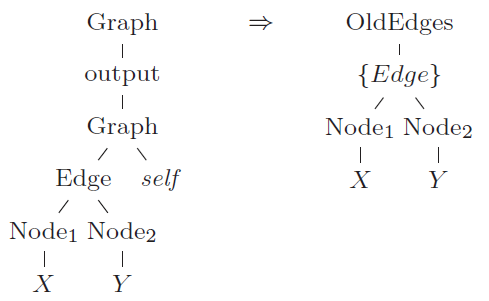 Graph ⇒ OldEdges
output {Edge}
Graph Node1 Node2
Edge self X Y
Node1 Node2
X Y